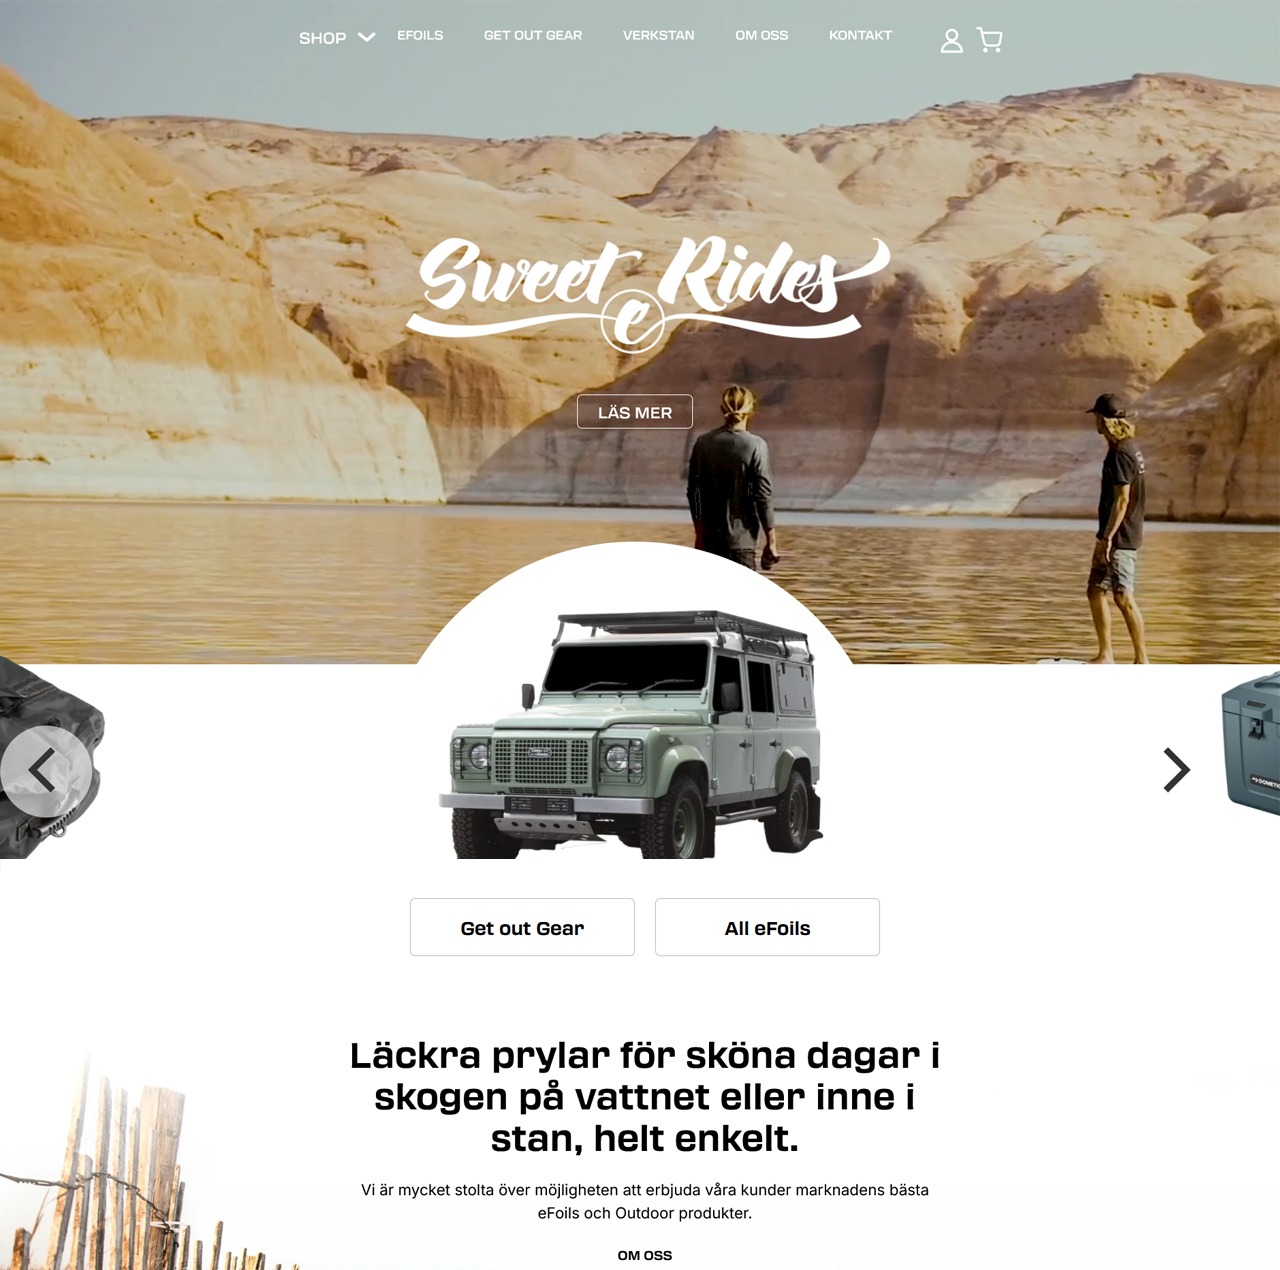 SHOP
EFOILS
GET OUT GEAR
VERKSTAN
OM OSS
KONTAKT
Sweet Rides
e
LÄS MER
DOMETIC
Get out Gear
All eFoils
Läckra prylar för sköna dagar i
skogen på vattnet eller inne i
stan, helt enkelt.
Vi är mycket stolta över möjligheten att erbjuda våra kunder marknadens bästa
eFoils och Outdoor produkter.
OM OSS